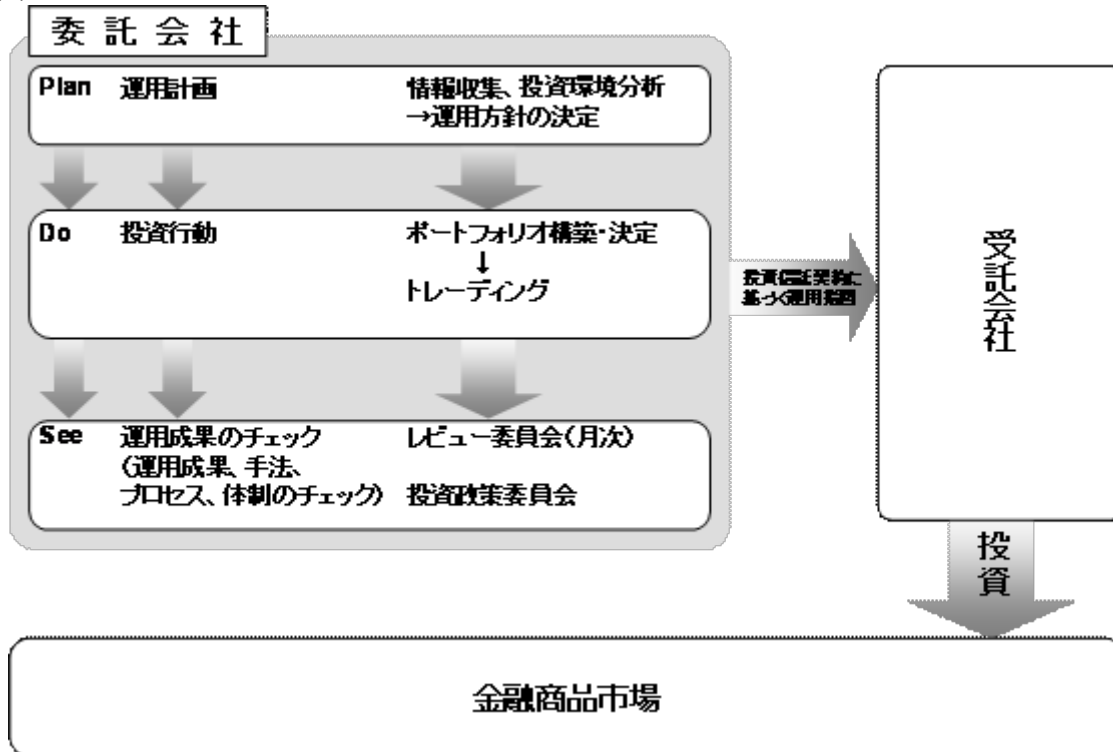 委託会社
Plan 運用計画 情報収集、投資環境分析
→運用方針の決定
Do 投資行動 ポートフォリオ構築・決定
↓
トレーディング
See 運用成果のチェック レビュー委員会(月次)
(運用成果、手法、
プロセス、体制のチェック) 投資政策委員会
投資信託契約に
基づく運用指図
受託会社
投資
金融商品市場